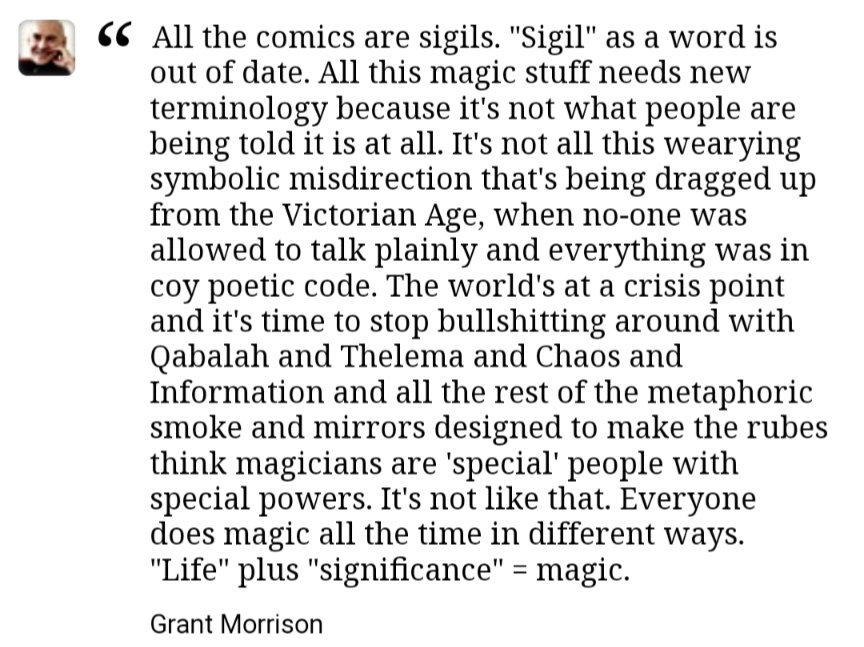 “ All the comics are sigils. "Sigil" as a word is
out of date. All this magic stuff needs new
terminology because it's not what people are
being told it is at all. It's not all this wearying
symbolic misdirection that's being dragged up
from the Victorian Age, when no-one was
allowed to talk plainly and everything was in
coy poetic code. The world's at a crisis point
and it's time to stop bullshitting around with
Qabalah and Thelema and Chaos and
Information and all the rest of the metaphoric
smoke and mirrors designed to make the rubes
think magicians are 'special' people with
special powers. It's not like that. Everyone
does magic all the time in different ways.
"Life" plus "significance" = magic.
Grant Morrison